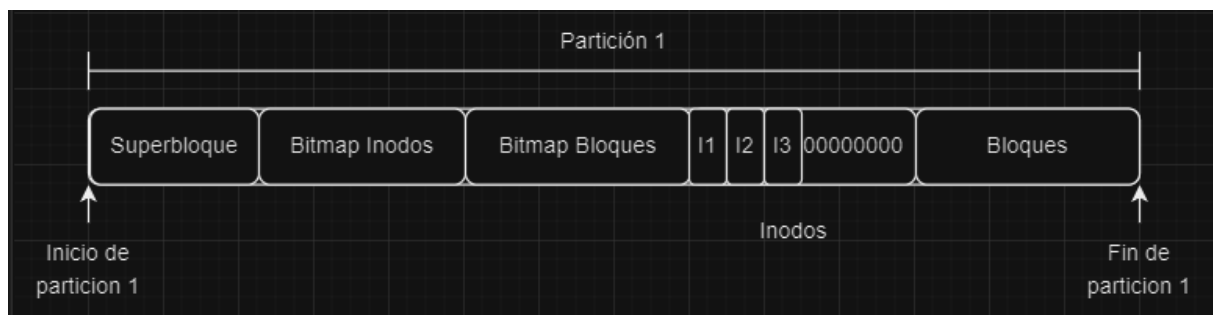 Partición 1
Superbloque
Bitmap Inodos
Bitmap Bloques
I1
I2
I3
00000000
Bloques
Inodos
Inicio de
particion 1
Fin de
particion 1